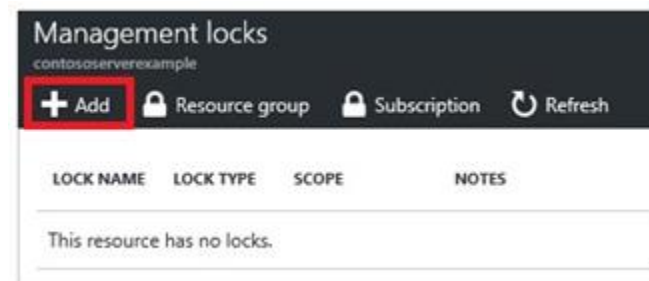 Management locks
contososerverexample
Add Resource group Subscription Refresh
LOCK NAME LOCK TYPE SCOPE NOTES
This resource has no locks.